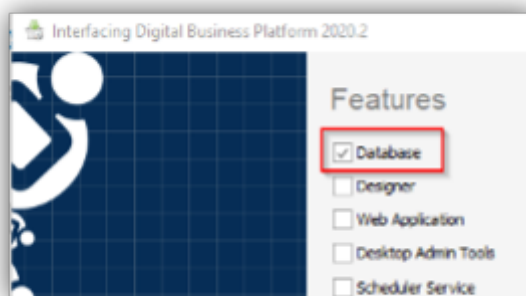 Interfacing Digital Business Platform 2020.2
Features
Database
Designer
Web Application
Desktop Admin Tools
Scheduler Service